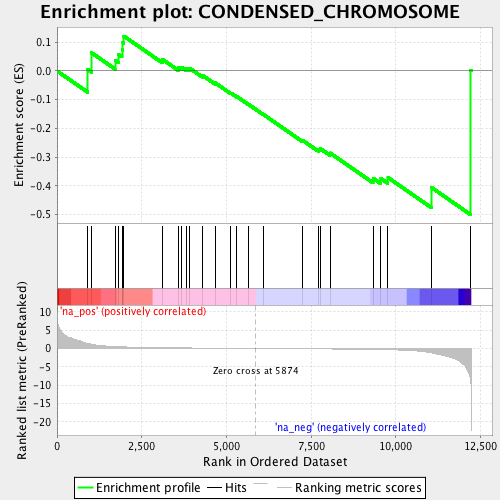 Enrichment plot: CONDENSED_CHROMOSOME
Enrichment score (ES)
0.1
0.0
-0.1
-0.2
-0.3
-0.4
-0.5
'na_pos' (positively correlated)
Ranked list metric (PreRanked)
10
5
0
-5
-10
-15
-20
Zero cross at 5874
'na_neg' (negatively correlated)
0
2,500
5,000
7,500
10,000
12,500
Rank in Ordered Dataset
Enrichment profile
Hits
Ranking metric scores